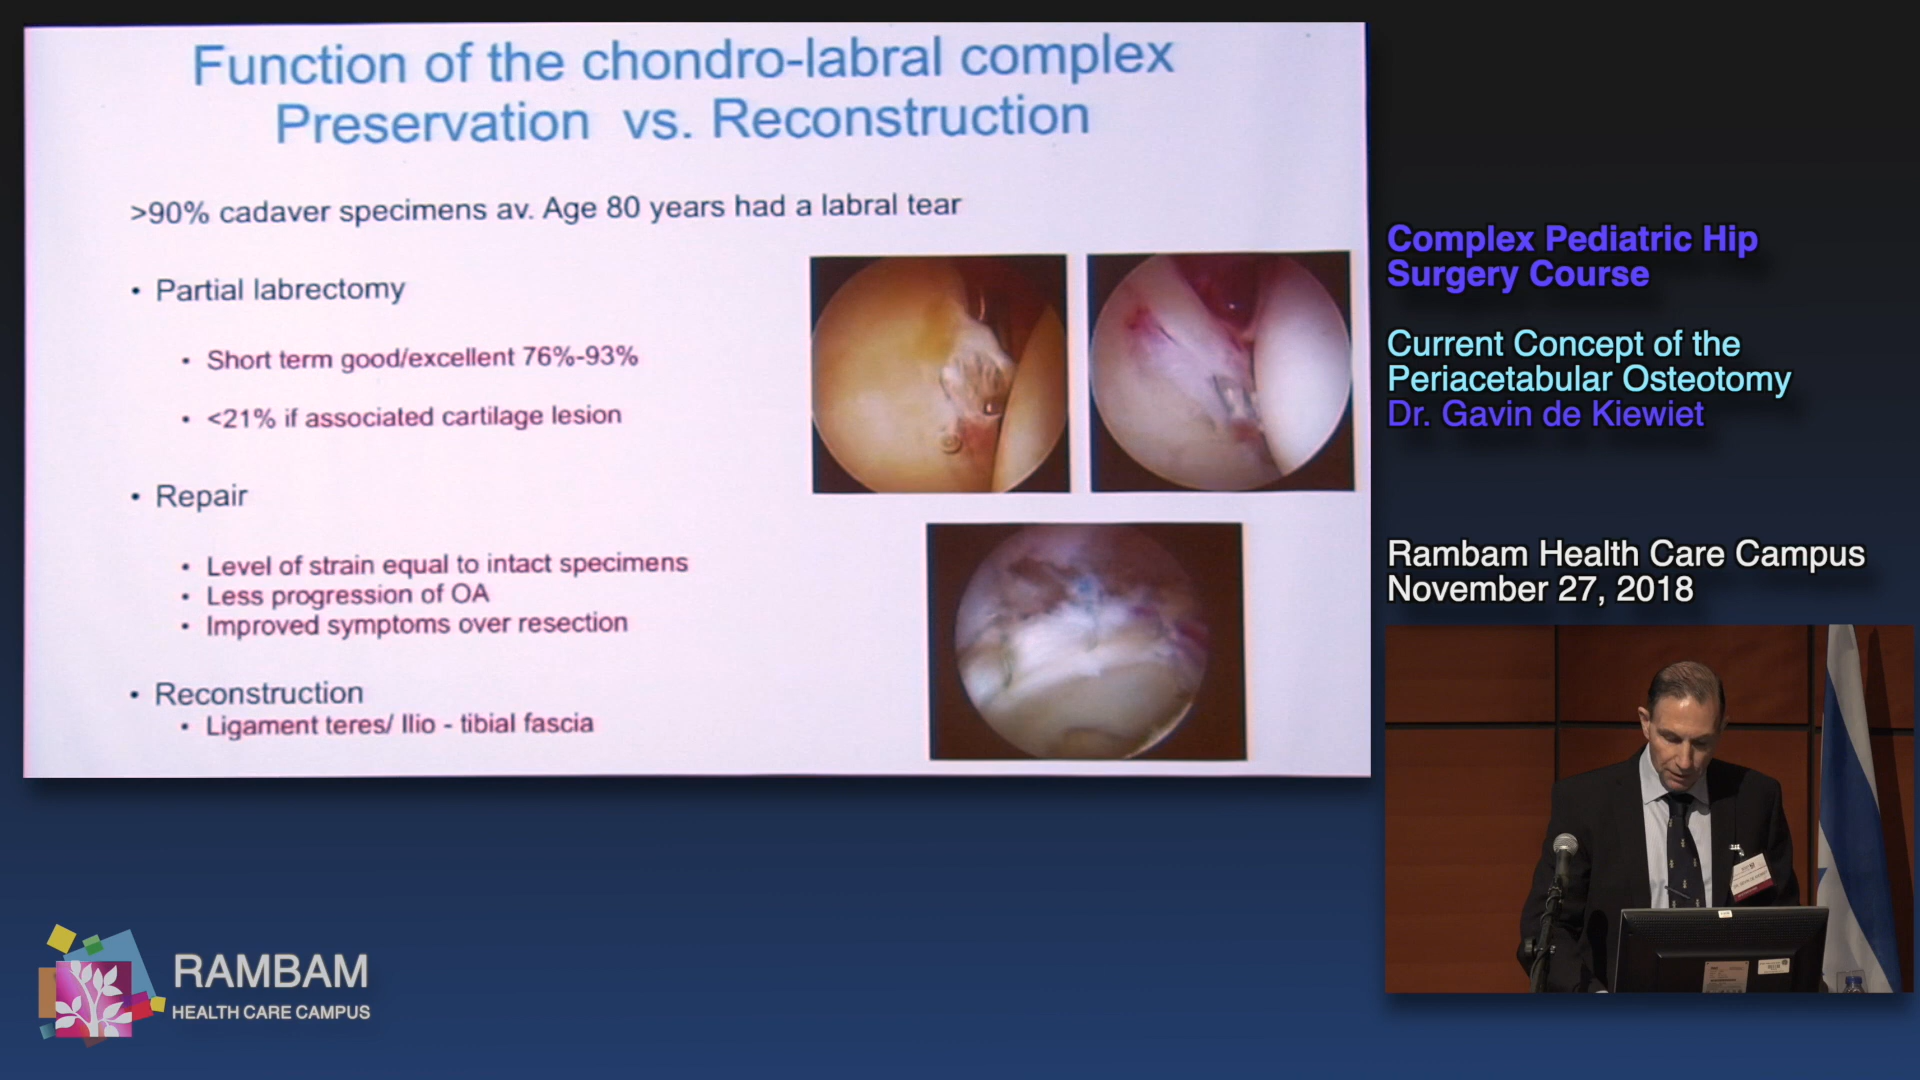 Function of the chondro-labral complex
Preservation vs. Reconstruction
>90% cadaver specimens av. Age 80 years had a labral tear
• Partial labrectomy
• Short term good/excellent 76%-93%
• <21% if associated cartilage lesion
• Repair
• Level of strain equal to intact specimens
• Less progression of OA
• Improved symptoms over resection
• Reconstruction
• Ligament teres/ Ilio - tibial fascia
Complex Pediatric Hip
Surgery Course
Current Concept of the
Periacetabular Osteotomy
Dr. Gavin de Kiewiet
Rambam Health Care Campus
November 27, 2018
RAMBAM
HEALTH CARE CAMPUS